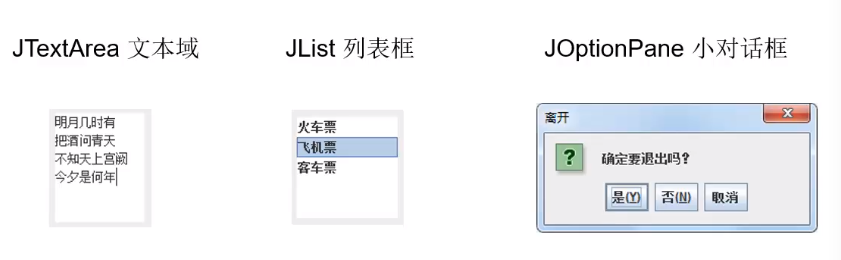 JTextArea 文本域
JList 列表框
JOptionPane 小对话框
明月几时有
把酒问青天
不知天上宫阙
今夕是何年
火车票
飞机票
客车票
离开
?
确定要退出吗?
是(Y) 否(N) 取消